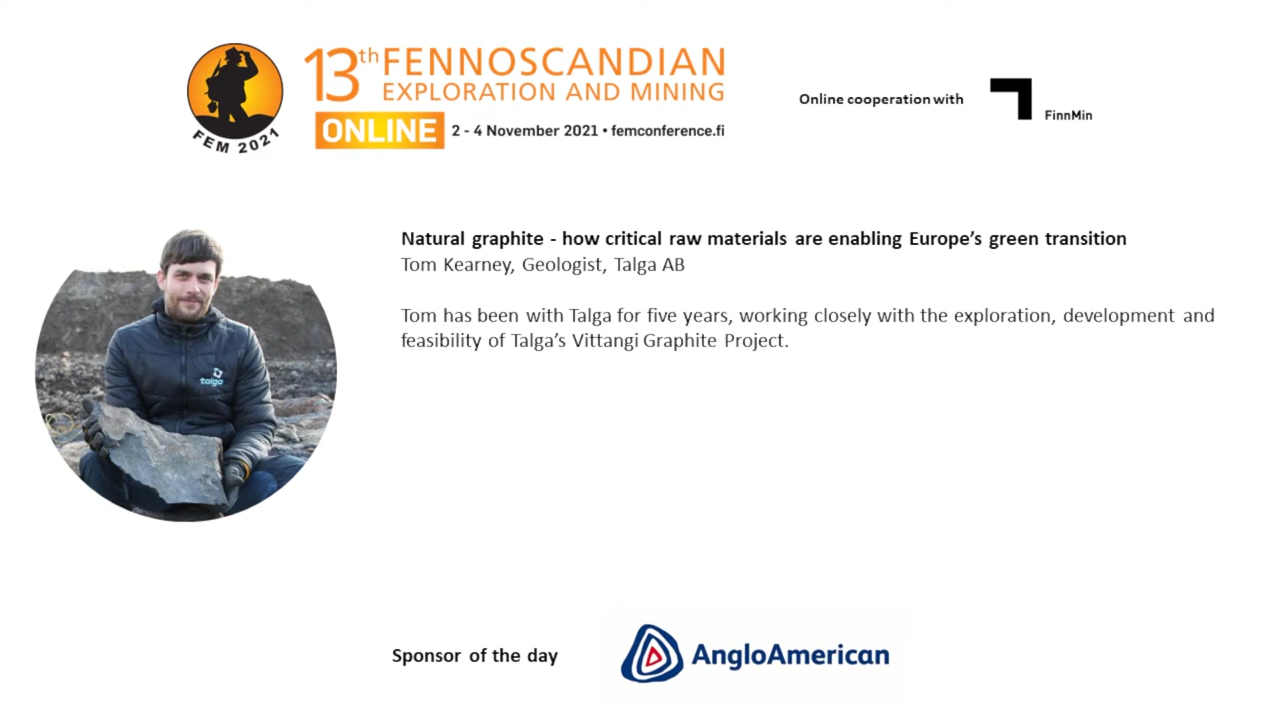 13th FENNOSCANDIAN
EXPLORATION AND MINING
ONLINE 2 - 4 November 2021 • femconference.fi
FEM 2021
Online cooperation with
FinnMin
Natural graphite - how critical raw materials are enabling Europe’s green transition
Tom Kearney, Geologist, Talga AB
Tom has been with Talga for five years, working closely with the exploration, development and
feasibility of Talga’s Vittangi Graphite Project.
talga
Sponsor of the day
AngloAmerican